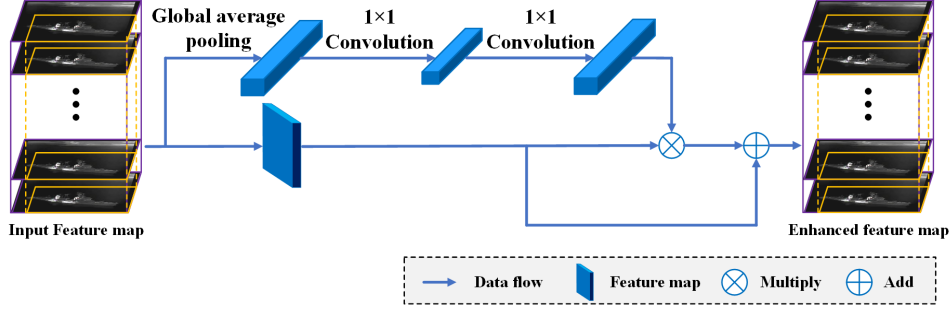 Global average
pooling
1×1
Convolution
1×1
Convolution
Input Feature map
Enhanced feature map
Data flow
Feature map
Multiply
Add